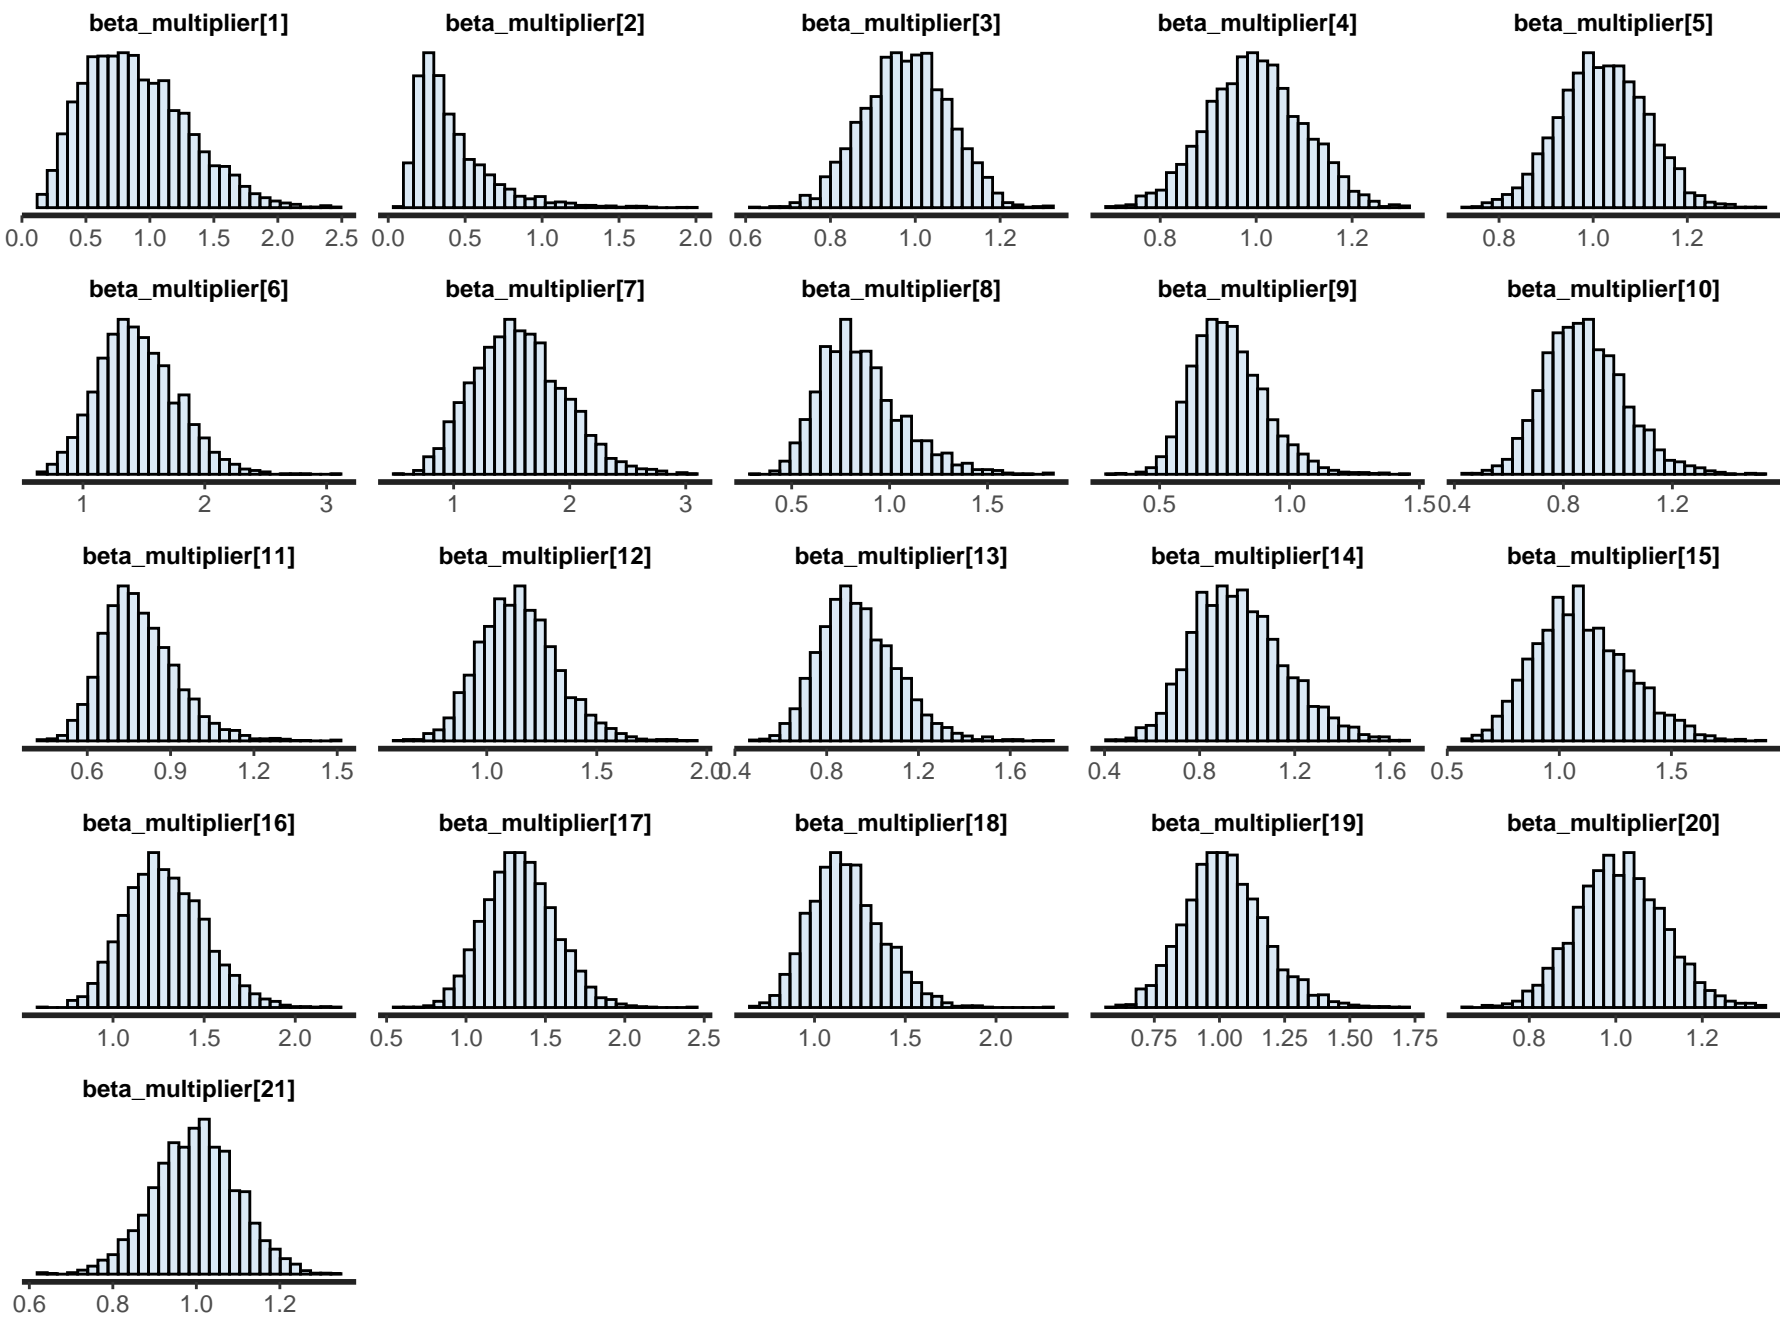 beta_multiplier[1] beta_multiplier[2] beta_multiplier[3] beta_multiplier[4] beta_multiplier[5]
0.0 0.5 1.0 1.5 2.0 2.5 0.0 0.5 1.0 1.5 2.0 0.6 0.8 1.0 1.2 0.8 1.0 1.2 0.8 1.0 1.2
beta_multiplier[6] beta_multiplier[7] beta_multiplier[8] beta_multiplier[9] beta_multiplier[10]
1 2 3 1 2 3 0.5 1.0 1.5 0.5 1.0 1.5 0.4 0.8 1.2
beta_multiplier[11] beta_multiplier[12] beta_multiplier[13] beta_multiplier[14] beta_multiplier[15]
0.6 0.9 1.2 1.5 1.0 1.5 2.0 0.4 0.8 1.2 1.6 0.4 0.8 1.2 1.6 0.5 1.0 1.5
beta_multiplier[16] beta_multiplier[17] beta_multiplier[18] beta_multiplier[19] beta_multiplier[20]
1.0 1.5 2.0 0.5 1.0 1.5 2.0 2.5 1.0 1.5 2.0 0.75 1.00 1.25 1.50 1.75 0.8 1.0 1.2
beta_multiplier[21]
0.6 0.8 1.0 1.2